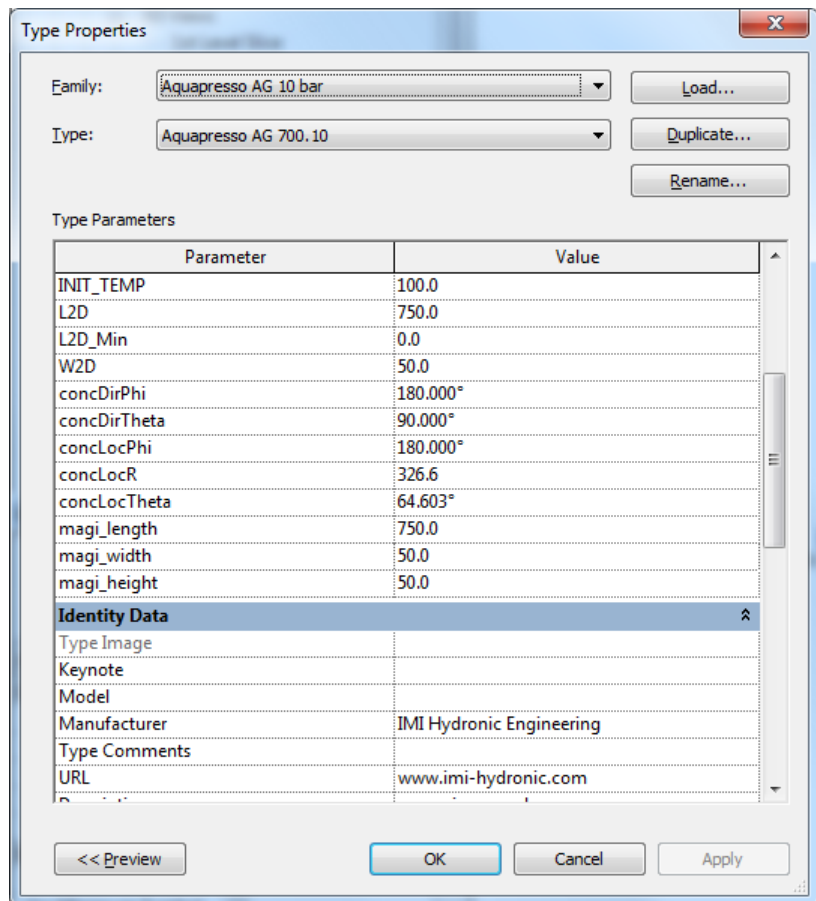 Type Properties
Family: Aquapresso AG 10 bar Load...
Type: Aquapresso AG 700.10 Duplicate...
Rename...
Type Parameters
Parameter Value
INIT_TEMP 100.0
L2D 750.0
L2D_Min 0.0
W2D 50.0
concDirPhi 180.000°
concDirTheta 90.000°
concLocPhi 180.000°
concLocR 326.6
concLocTheta 64.603°
magi_length 750.0
magi_width 50.0
magi_height 50.0
Identity Data
Type Image
Keynote
Model
Manufacturer IMI Hydronic Engineering
Type Comments
URL www.imi-hydronic.com
<< Preview OK Cancel Apply